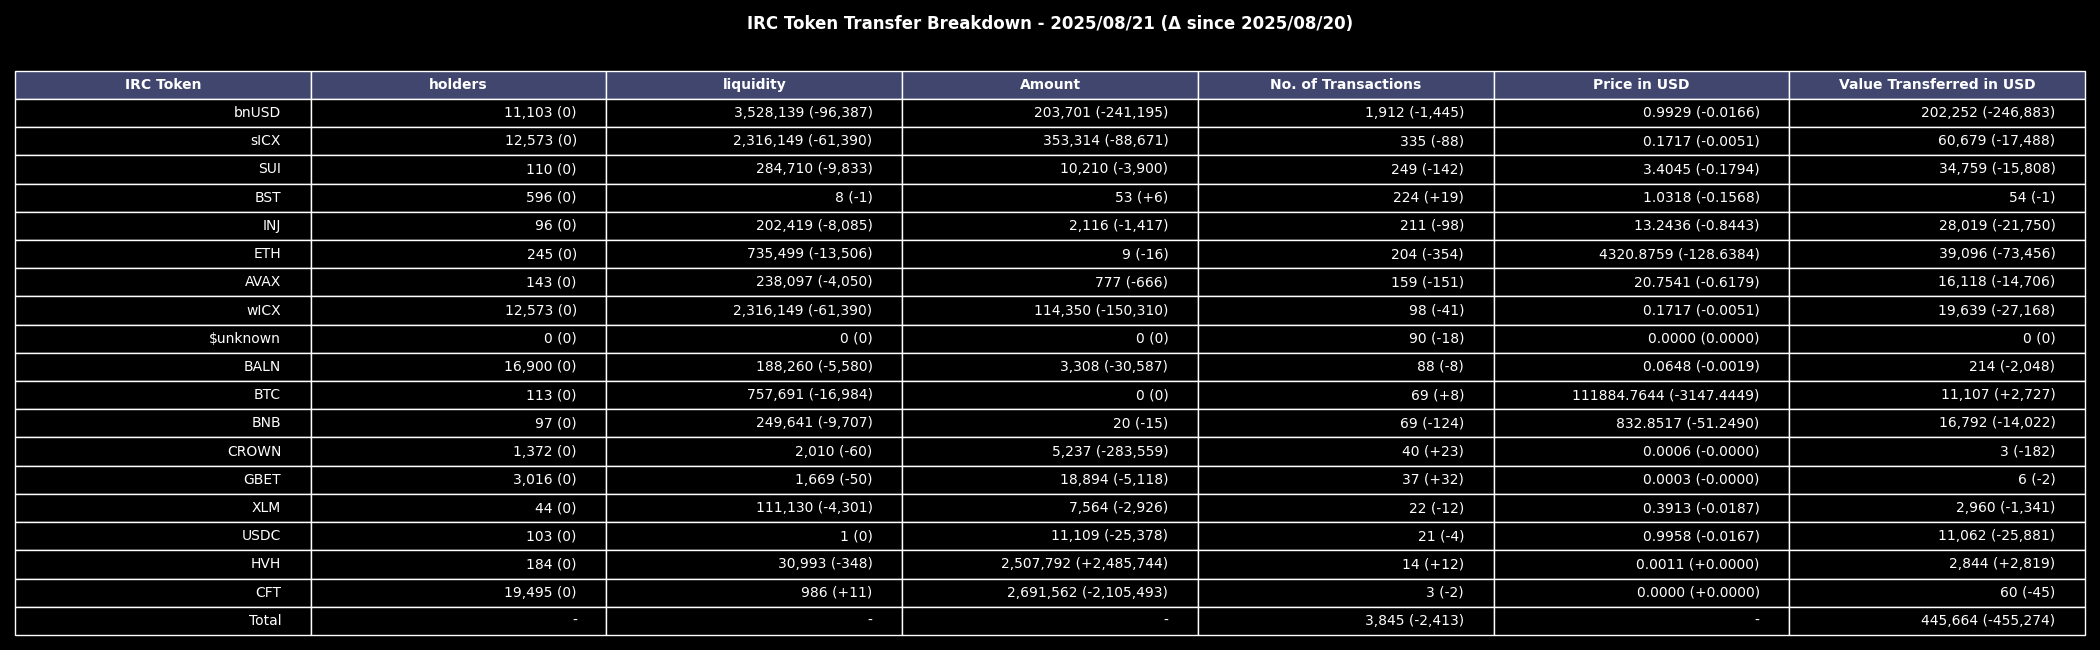 IRC Token Transfer Breakdown - 2025/08/21 (Δ since 2025/08/20)
IRC Token holders liquidity Amount No. of Transactions Price in USD Value Transferred in USD
bnUSD 11,103 (0) 3,528,139 (-96,387) 203,701 (-241,195) 1,912 (-1,445) 0.9929 (-0.0166) 202,252 (-246,883)
sICX 12,573 (0) 2,316,149 (-61,390) 353,314 (-88,671) 335 (-88) 0.1717 (-0.0051) 60,679 (-17,488)
SUI 110 (0) 284,710 (-9,833) 10,210 (-3,900) 249 (-142) 3.4045 (-0.1794) 34,759 (-15,808)
BST 596 (0) 8 (-1) 53 (+6) 224 (+19) 1.0318 (-0.1568) 54 (-1)
INJ 96 (0) 202,419 (-8,085) 2,116 (-1,417) 211 (-98) 13.2436 (-0.8443) 28,019 (-21,750)
ETH 245 (0) 735,499 (-13,506) 9 (-16) 204 (-354) 4320.8759 (-128.6384) 39,096 (-73,456)
AVAX 143 (0) 238,097 (-4,050) 777 (-666) 159 (-151) 20.7541 (-0.6179) 16,118 (-14,706)
wICX 12,573 (0) 2,316,149 (-61,390) 114,350 (-150,310) 98 (-41) 0.1717 (-0.0051) 19,639 (-27,168)
$unknown 0 (0) 0 (0) 0 (0) 90 (-18) 0.0000 (0.0000) 0 (0)
BALN 16,900 (0) 188,260 (-5,580) 3,308 (-30,587) 88 (-8) 0.0648 (-0.0019) 214 (-2,048)
BTC 113 (0) 757,691 (-16,984) 0 (0) 69 (+8) 111884.7644 (-3147.4449) 11,107 (+2,727)
BNB 97 (0) 249,641 (-9,707) 20 (-15) 69 (-124) 832.8517 (-51.2490) 16,792 (-14,022)
CROWN 1,372 (0) 2,010 (-60) 5,237 (-283,559) 40 (+23) 0.0006 (-0.0000) 3 (-182)
GBET 3,016 (0) 1,669 (-50) 18,894 (-5,118) 37 (+32) 0.0003 (-0.0000) 6 (-2)
XLM 44 (0) 111,130 (-4,301) 7,564 (-2,926) 22 (-12) 0.3913 (-0.0187) 2,960 (-1,341)
USDC 103 (0) 1 (0) 11,109 (-25,378) 21 (-4) 0.9958 (-0.0167) 11,062 (-25,881)
HVH 184 (0) 30,993 (-348) 2,507,792 (+2,485,744) 14 (+12) 0.0011 (+0.0000) 2,844 (+2,819)
CFT 19,495 (0) 986 (+11) 2,691,562 (-2,105,493) 3 (-2) 0.0000 (+0.0000) 60 (-45)
Total - - - 3,845 (-2,413) - 445,664 (-455,274)